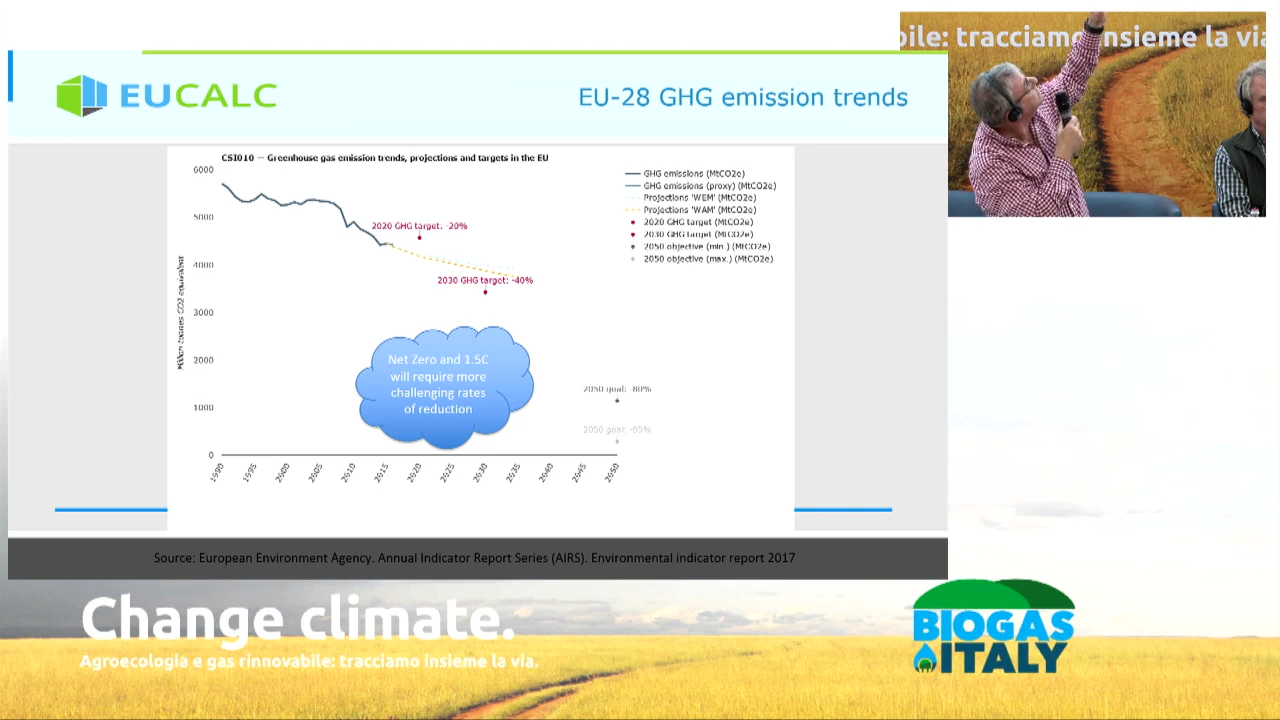 bile: tracciamo insieme la via
EUCALC
EU-28 GHG emission trends
CSI010 — Greenhouse gas emission trends, projections and targets in the EU
6000
5000
4000
3000
2000
1000
0
Million tonnes CO2 equivalent
1990
1995
2000
2005
2010
2015
2020
2025
2030
2035
2040
2045
2050
2020 GHG target: -20%
2030 GHG target: -40%
2050 goal: -80%
2050 goal: -95%
GHG emissions (MtCO2e)
GHG emissions (proxy) (MtCO2e)
Projections 'WEM' (MtCO2e)
Projections 'WAM' (MtCO2e)
2020 GHG target (MtCO2e)
2030 GHG target (MtCO2e)
2050 objective (min.) (MtCO2e)
2050 objective (max.) (MtCO2e)
Net Zero and 1.5C
will require more
challenging rates
of reduction
Source: European Environment Agency. Annual Indicator Report Series (AIRS). Environmental indicator report 2017
Change climate.
Agroecologia e gas rinnovabile: tracciamo insieme la via.
BIOGAS
ITALY